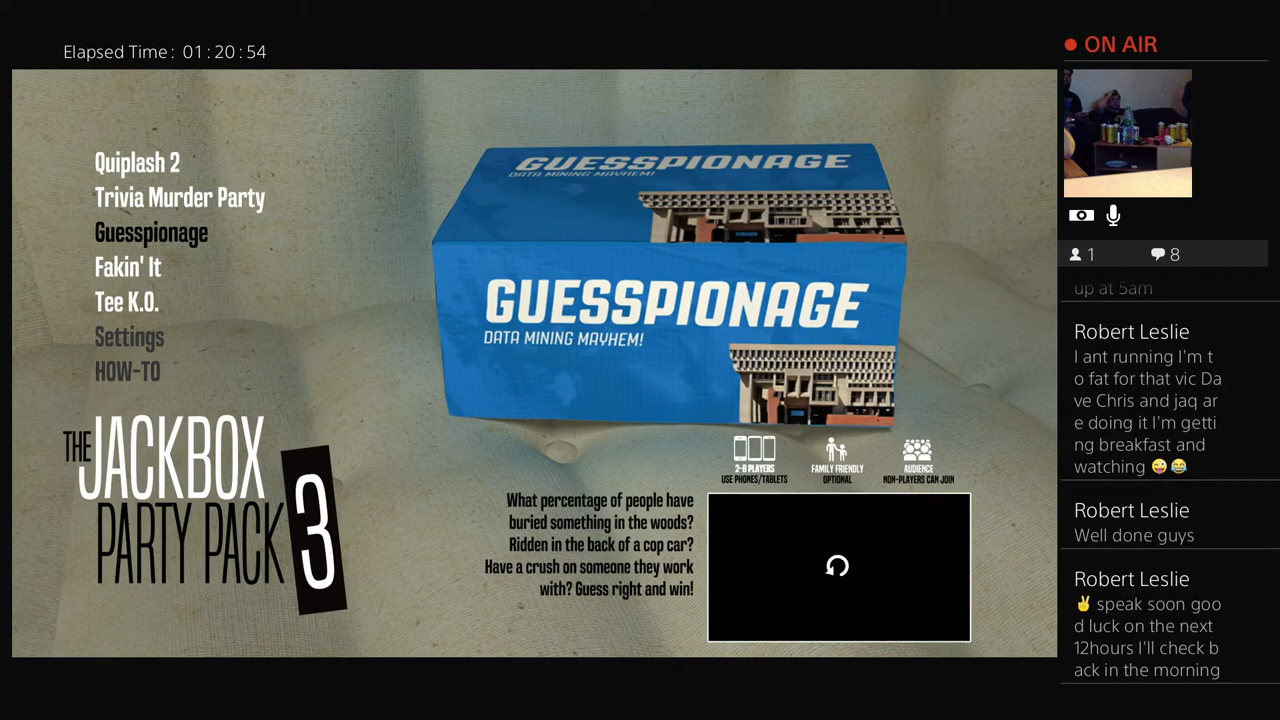 Elapsed Time: 01:20:54
ON AIR
Quiplash 2
Trivia Murder Party
Guesspionage
Fakin' It
Tee K.O.
Settings
HOW-TO
THE JACKBOX
PARTY PACK 3
GUESSPIONAGE
DATA MINING MAYHEM!
GUESSPIONAGE
DATA MINING MAYHEM!
2-8 PLAYERS
USE PHONES/TABLETS
FAMILY FRIENDLY
OPTIONAL
AUDIENCE
NON-PLAYERS CAN JOIN
What percentage of people have
buried something in the woods?
Ridden in the back of a cop car?
Have a crush on someone they work
with? Guess right and win!
1
8
up at 5am
Robert Leslie
I ant running I'm t
o fat for that vic Da
ve Chris and jaq ar
e doing it I'm getti
ng breakfast and
watching 😜😂
Robert Leslie
Well done guys
Robert Leslie
✌️ speak soon goo
d luck on the next
12hours I'll check b
ack in the morning